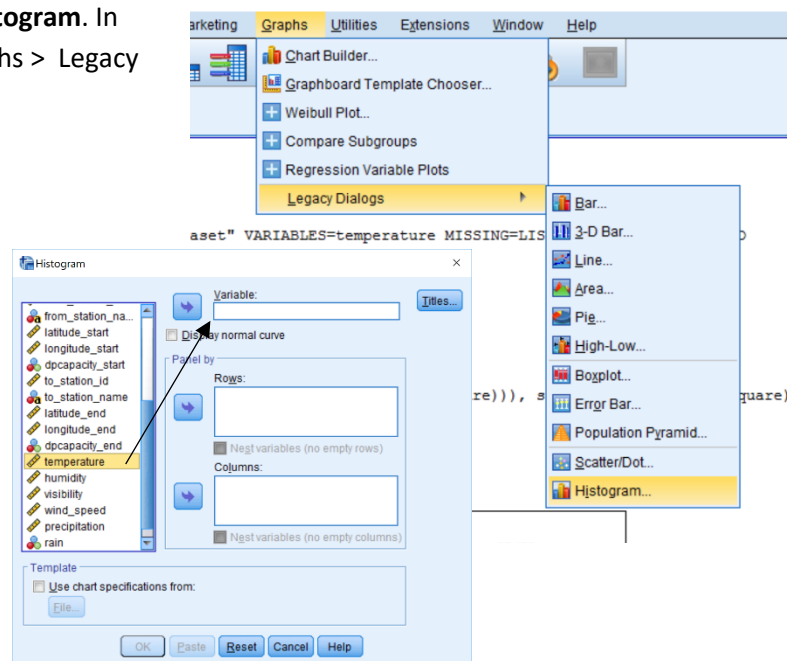 togram. In
hs > Legacy
arketing Graphs Utilities Extensions Window Help
Chart Builder...
Graphboard Template Chooser...
Weibull Plot...
Compare Subgroups
Regression Variable Plots
Legacy Dialogs
Bar...
3-D Bar...
Line...
Area...
Pie...
High-Low...
Boxplot...
Error Bar...
Population Pyramid...
Scatter/Dot...
Histogram...
aset" VARIABLES=temperature MISSING=LIS
re))), s
quare)
Histogram
from_station_na...
latitude_start
longitude_start
dpcapacity_start
to_station_id
to_station_name
latitude_end
longitude_end
dpcapacity_end
temperature
humidity
visibility
wind_speed
precipitation
rain
Variable:
Titles...
Display normal curve
Panel by
Rows:
Nest variables (no empty rows)
Columns:
Nest variables (no empty columns)
Template
Use chart specifications from:
File...
OK Paste Reset Cancel Help